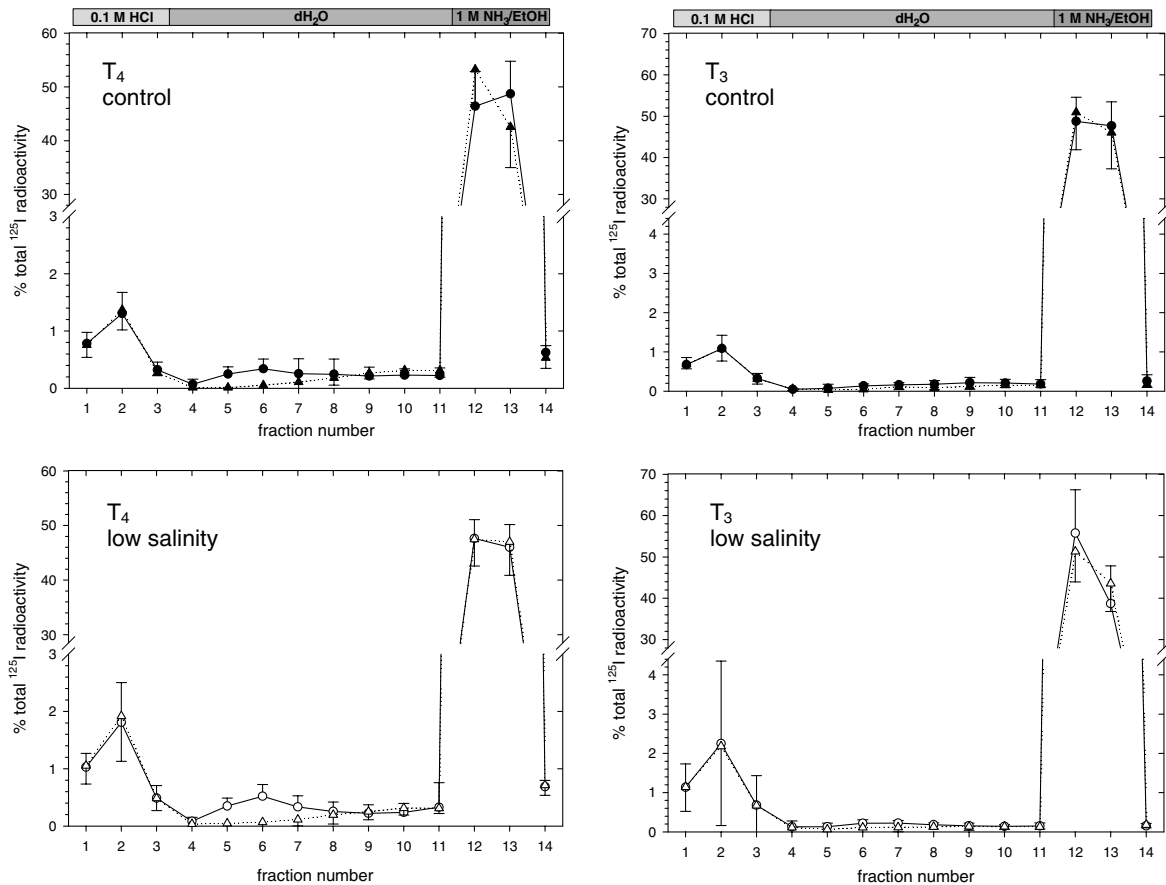 0.1 M HCl dH₂O 1 M NH₃/EtOH
60
50
40
30
3
2
1
0
% total ¹²⁵I radioactivity
T₄
control
1 2 3 4 5 6 7 8 9 10 11 12 13 14
fraction number
0.1 M HCl dH₂O 1 M NH₃/EtOH
70
60
50
40
30
4
3
2
1
0
% total ¹²⁵I radioactivity
T₃
control
1 2 3 4 5 6 7 8 9 10 11 12 13 14
fraction number
60
50
40
30
3
2
1
0
% total ¹²⁵I radioactivity
T₄
low salinity
1 2 3 4 5 6 7 8 9 10 11 12 13 14
fraction number
70
60
50
40
30
4
3
2
1
0
% total ¹²⁵I radioactivity
T₃
low salinity
1 2 3 4 5 6 7 8 9 10 11 12 13 14
fraction number